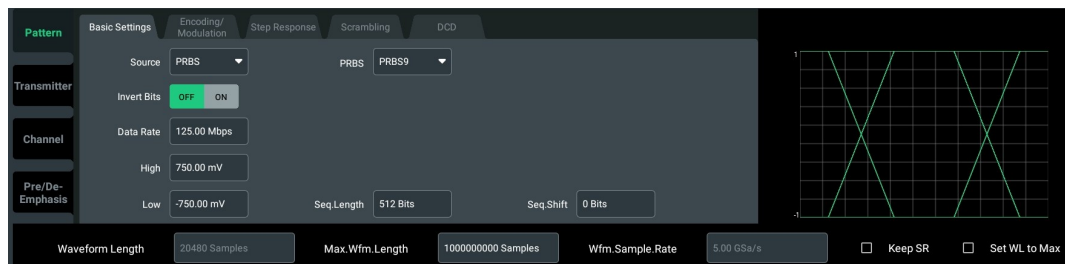 Pattern
Transmitter
Channel
Pre/De-
Emphasis
Basic Settings
Encoding/
Modulation
Step Response
Scrambling
DCD
Source PRBS PRBS PRBS9
Invert Bits OFF ON
Data Rate 125.00 Mbps
High 750.00 mV
Low -750.00 mV Seq.Length 512 Bits Seq.Shift 0 Bits
1
-1
Waveform Length 20480 Samples Max.Wfm.Length 1000000000 Samples Wfm.Sample.Rate 5.00 GSa/s Keep SR Set WL to Max